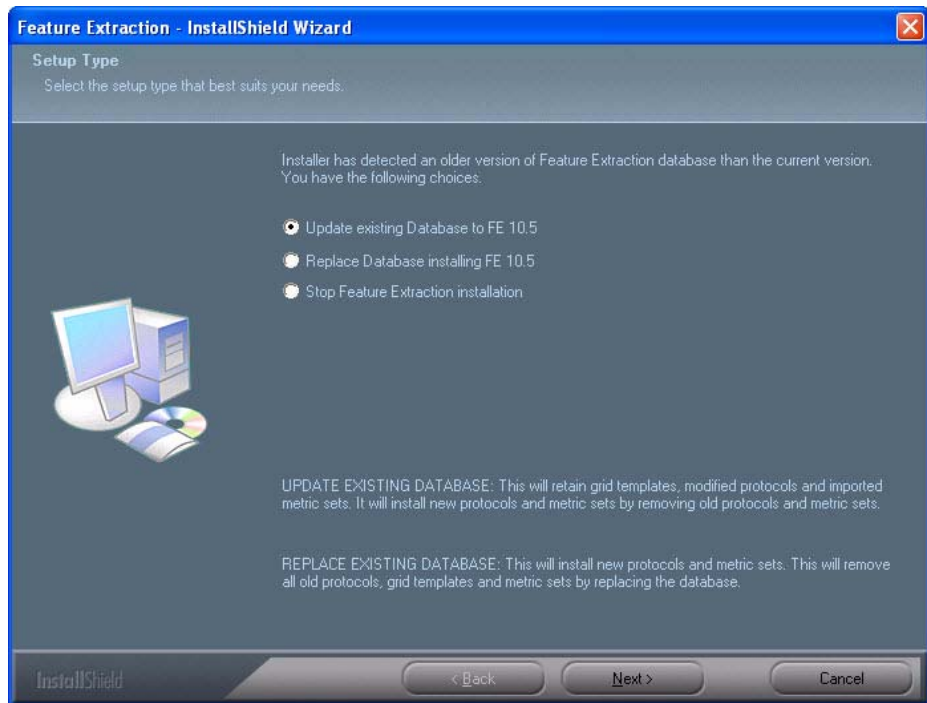 Feature Extraction - InstallShield Wizard
Setup Type
Select the setup type that best suits your needs.
Installer has detected an older version of Feature Extraction database than the current version.
You have the following choices.
Update existing Database to FE 10.5
Replace Database installing FE 10.5
Stop Feature Extraction installation
UPDATE EXISTING DATABASE: This will retain grid templates, modified protocols and imported
metric sets. It will install new protocols and metric sets by removing old protocols and metric sets.
REPLACE EXISTING DATABASE: This will install new protocols and metric sets. This will remove
all old protocols, grid templates and metric sets by replacing the database.
InstallShield
< Back
Next >
Cancel